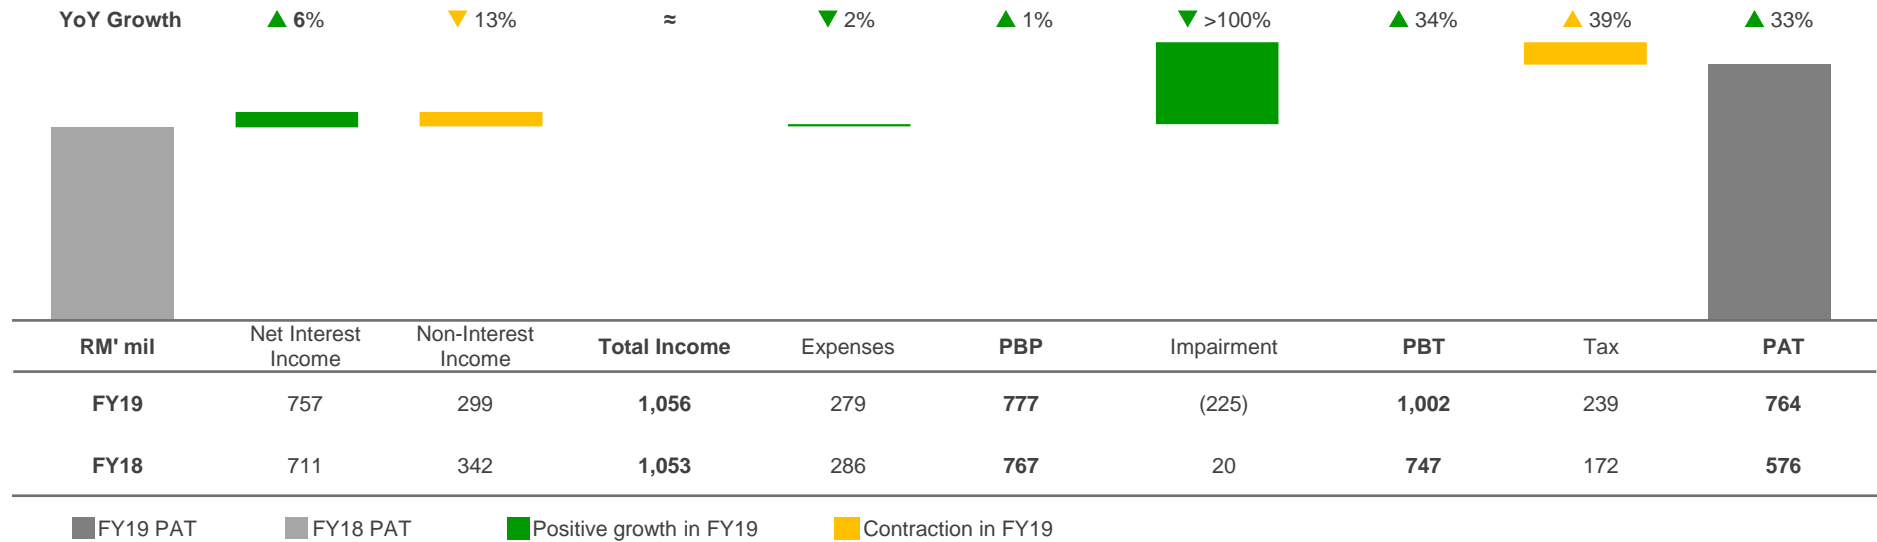 YoY Growth ▲ 6% ▼ 13% ≈ ▼ 2% ▲ 1% ▼ >100% ▲ 34% ▲ 39% ▲ 33%
RM' mil Net Interest Income Non-Interest Income Total Income Expenses PBP Impairment PBT Tax PAT
FY19 757 299 1,056 279 777 (225) 1,002 239 764
FY18 711 342 1,053 286 767 20 747 172 576
FY19 PAT FY18 PAT Positive growth in FY19 Contraction in FY19